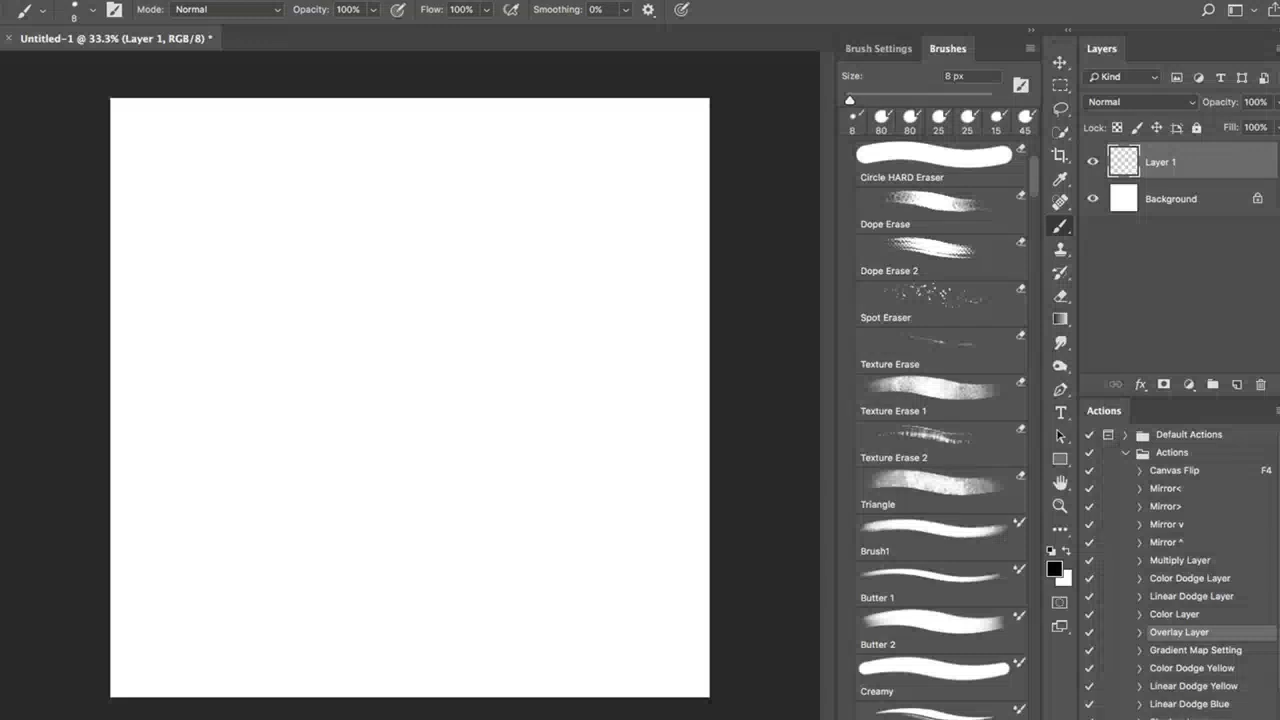 8 Mode: Normal Opacity: 100% Flow: 100% Smoothing: 0%
× Untitled-1 @ 33.3% (Layer 1, RGB/8) *
Brush Settings Brushes
Size: 8 px
8 80 80 25 25 15 45
Circle HARD Eraser
Dope Erase
Dope Erase 2
Spot Eraser
Texture Erase
Texture Erase 1
Texture Erase 2
Triangle
Brush1
Butter 1
Butter 2
Creamy
Layers
Kind
Normal Opacity: 100%
Lock: Fill: 100%
Layer 1
Background
fx
Actions
Default Actions
Actions
Canvas Flip F4
Mirror<
Mirror>
Mirror v
Mirror ^
Multiply Layer
Color Dodge Layer
Linear Dodge Layer
Color Layer
Overlay Layer
Gradient Map Setting
Color Dodge Yellow
Linear Dodge Yellow
Linear Dodge Blue